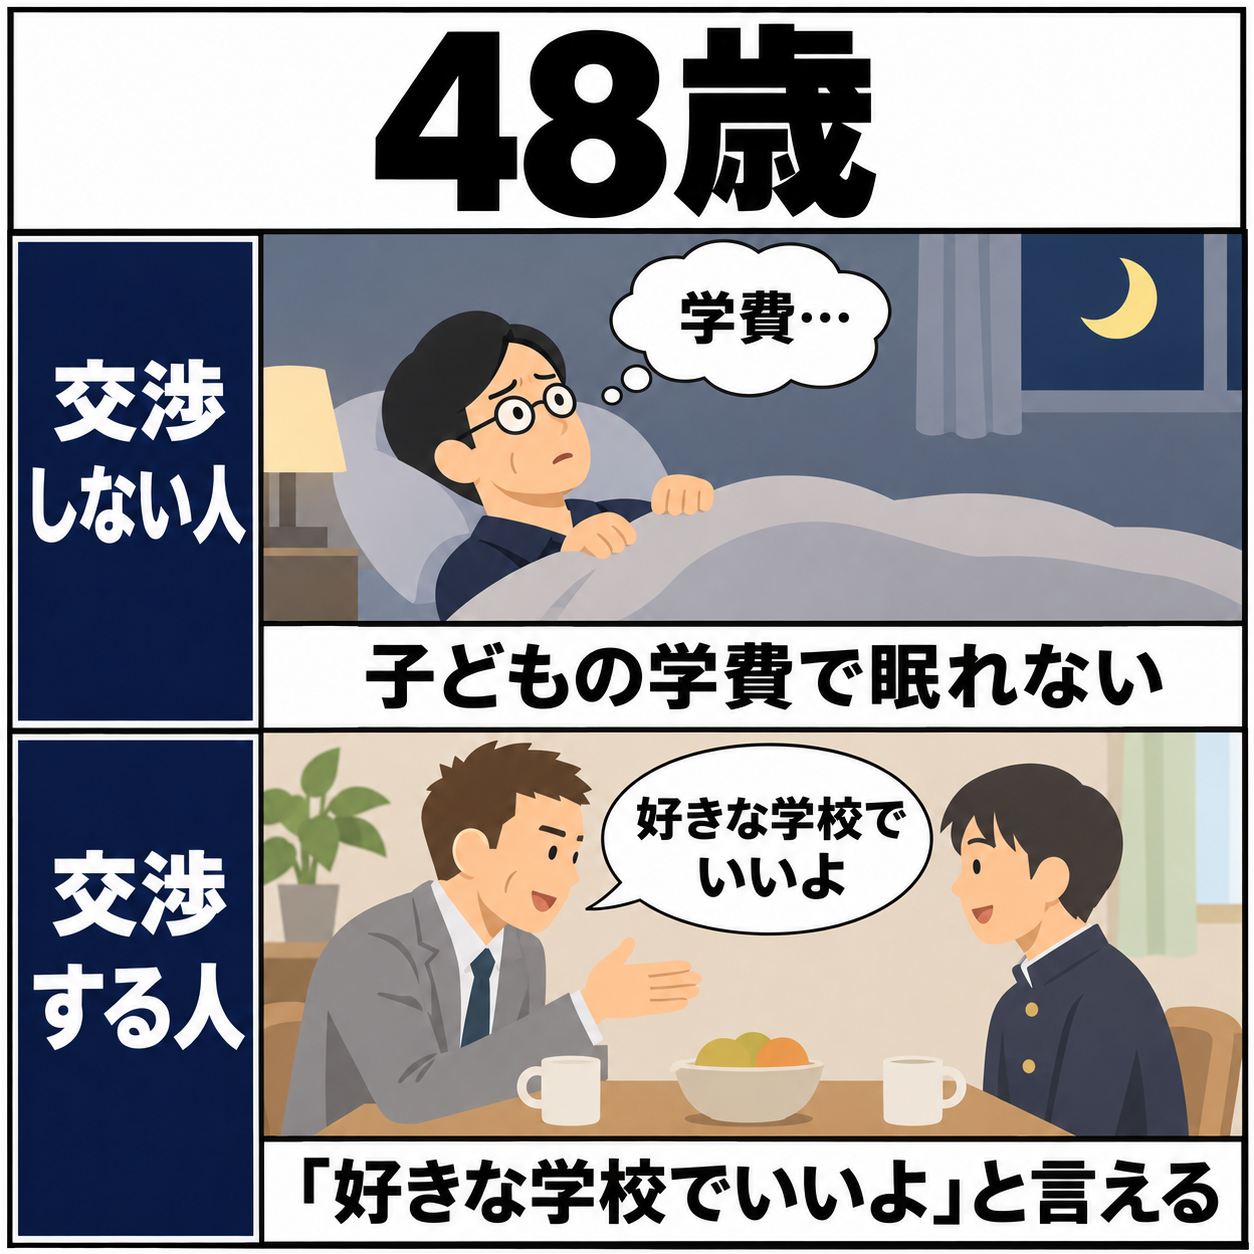 48歳
交渉
しない人
学費…
子どもの学費で眠れない
交渉
する人
好きな学校で
いいよ
「好きな学校でいいよ」と言える